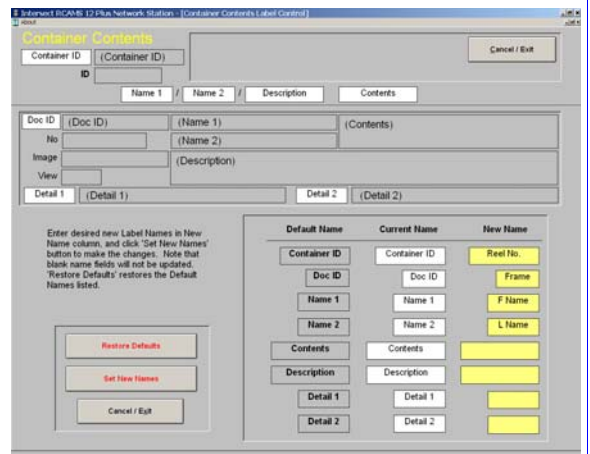 Intersect RCAMS 12 Plus Network Station - [Container Contents Label Control]
About
Container Contents
Container ID (Container ID)
Cancel / Exit
ID
Name 1 / Name 2 / Description Contents
Doc ID (Doc ID) (Name 1) (Contents)
No (Name 2)
Image (Description)
View
Detail 1 (Detail 1) Detail 2 (Detail 2)
Enter desired new Label Names in New
Name column, and click 'Set New Names'
button to make the changes. Note that
blank name fields will not be updated.
'Restore Defaults' restores the Default
Names listed.
Default Name Current Name New Name
Container ID Container ID Reel No.
Doc ID Doc ID Frame
Name 1 Name 1 F Name
Name 2 Name 2 L Name
Contents Contents
Description Description
Detail 1 Detail 1
Detail 2 Detail 2
Restore Defaults
Set New Names
Cancel / Exit